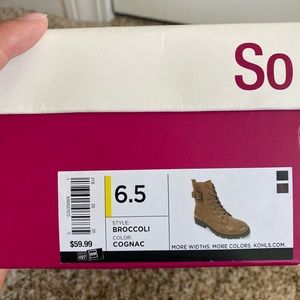 So
6.5
STYLE:
BROCCOLI
COLOR:
COGNAC
$59.99
MORE WIDTHS. MORE COLORS. KOHLS.COM